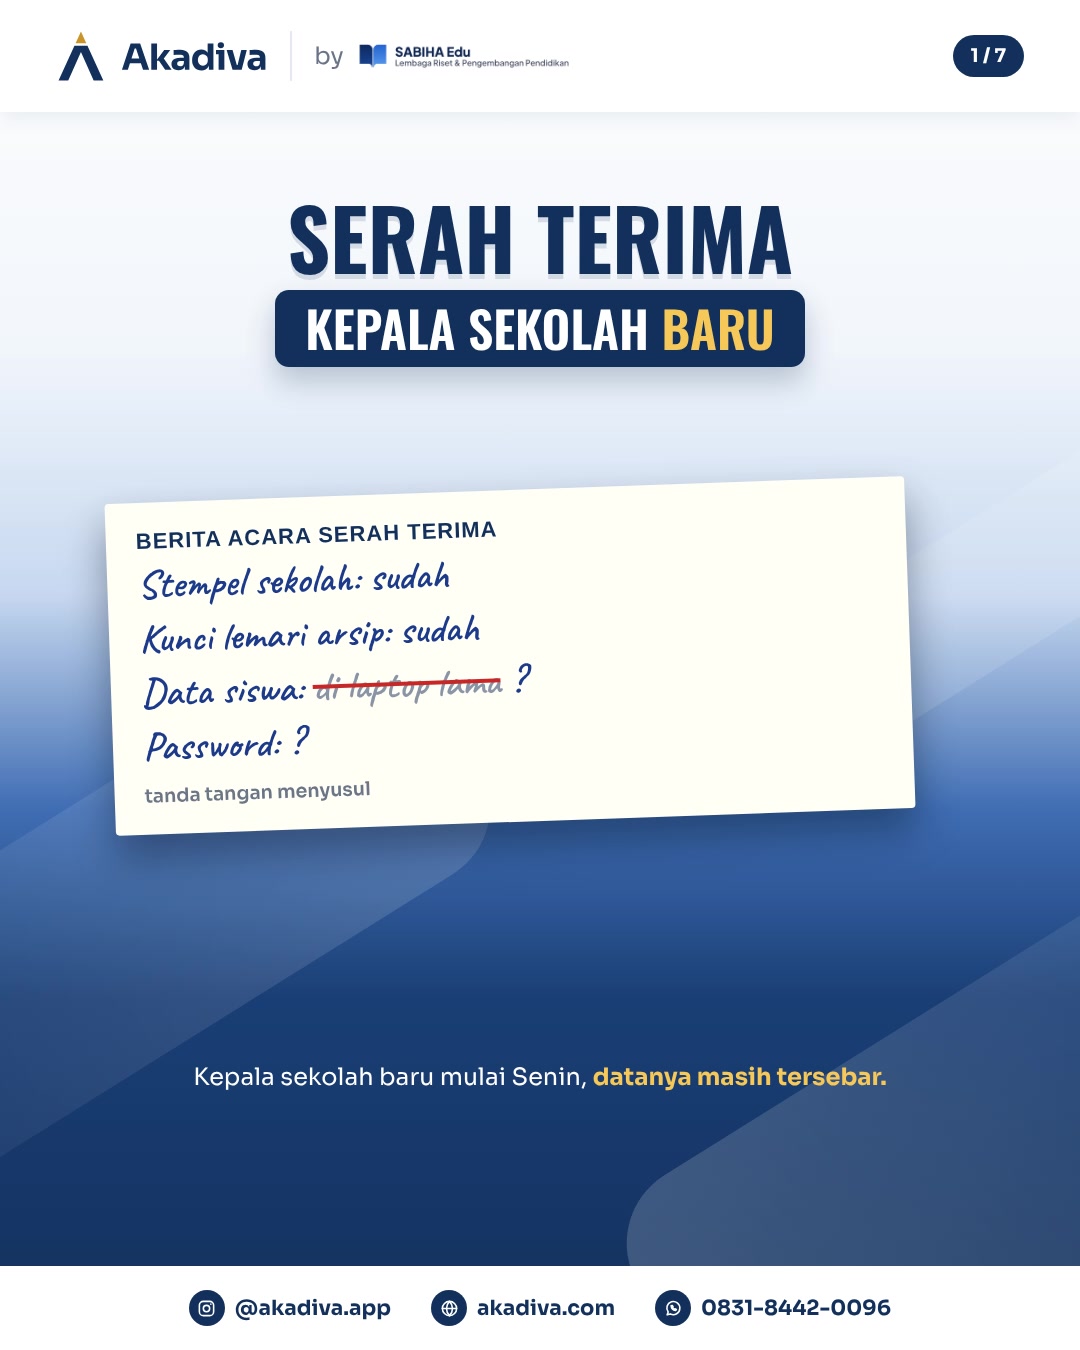 Akadiva
by
SABIHA Edu
Lembaga Riset & Pengembangan Pendidikan
1 / 7
SERAH TERIMA
KEPALA SEKOLAH BARU
BERITA ACARA SERAH TERIMA
Stempel sekolah: sudah
Kunci lemari arsip: sudah
Data siswa: di laptop lama ?
Password: ?
tanda tangan menyusul
Kepala sekolah baru mulai Senin, datanya masih tersebar.
@akadiva.app
akadiva.com
0831-8442-0096